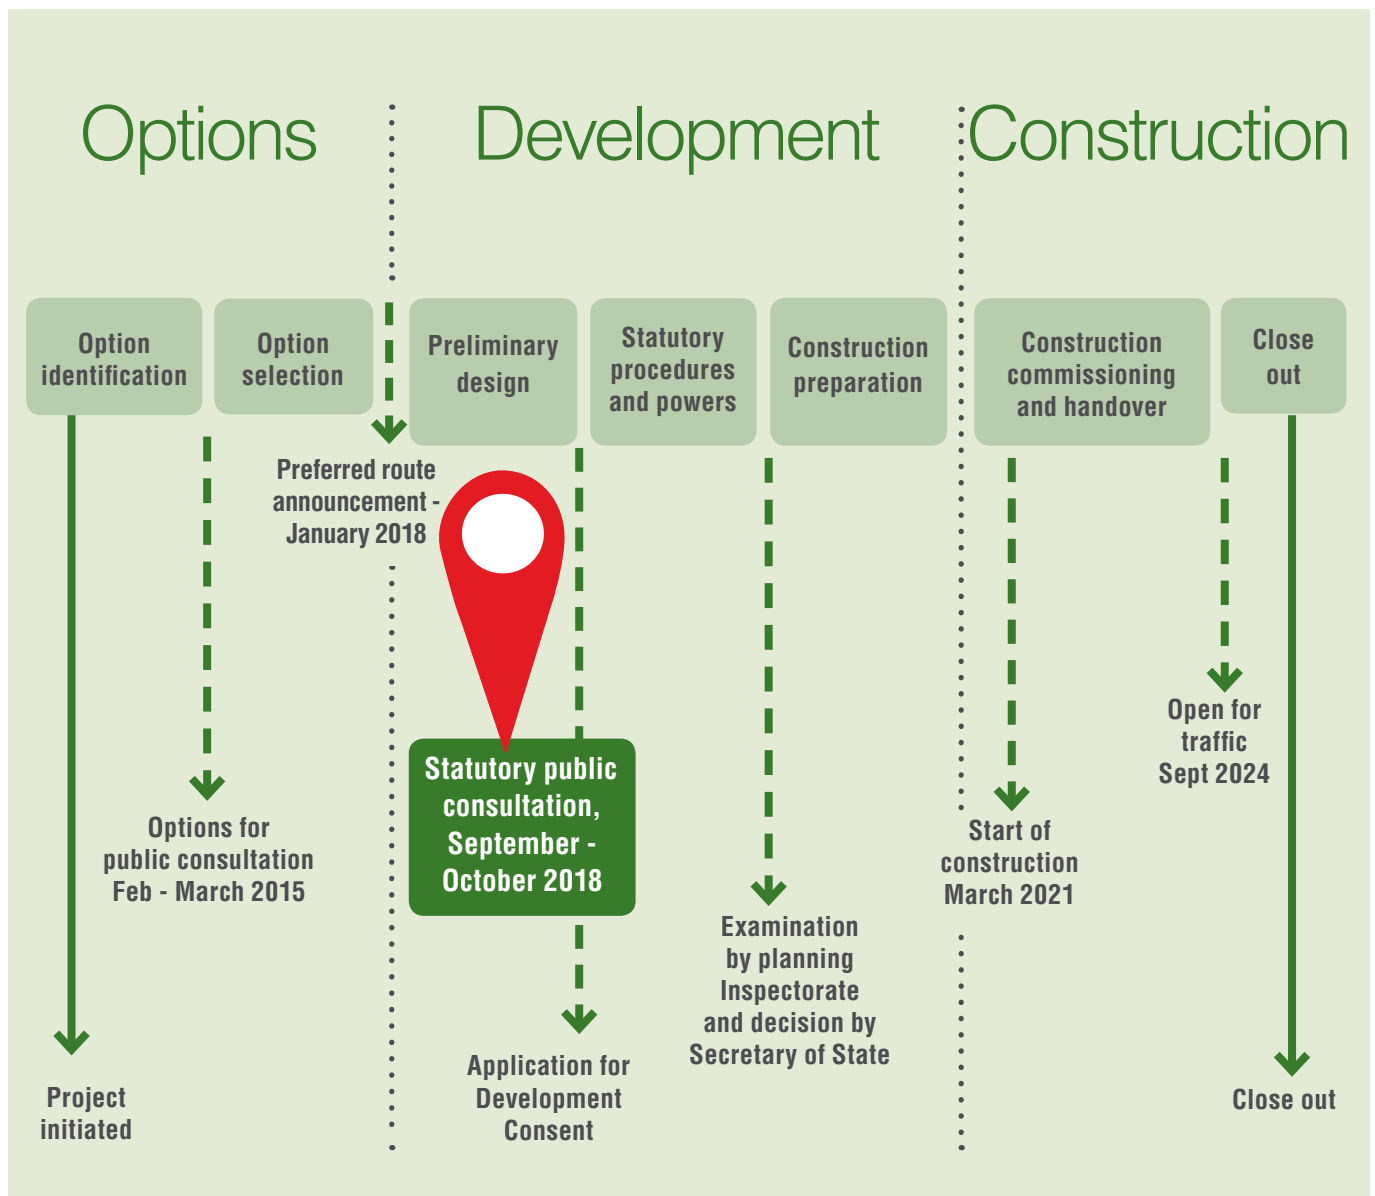 Options
Development
Construction
Option
identification
Option
selection
Preliminary
design
Statutory
procedures
and powers
Construction
preparation
Construction
commissioning
and handover
Close
out
Preferred route
announcement -
January 2018
Statutory public
consultation,
September -
October 2018
Open for
traffic
Sept 2024
Options for
public consultation
Feb - March 2015
Start of
construction
March 2021
Examination
by planning
Inspectorate
and decision by
Secretary of State
Project
initiated
Application for
Development
Consent
Close out